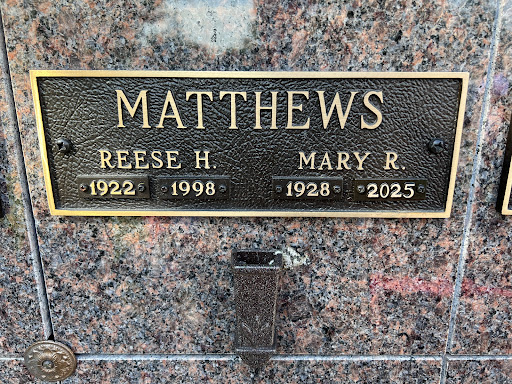 MATTHEWS
REESE H. MARY R.
1922 1998 1928 2025